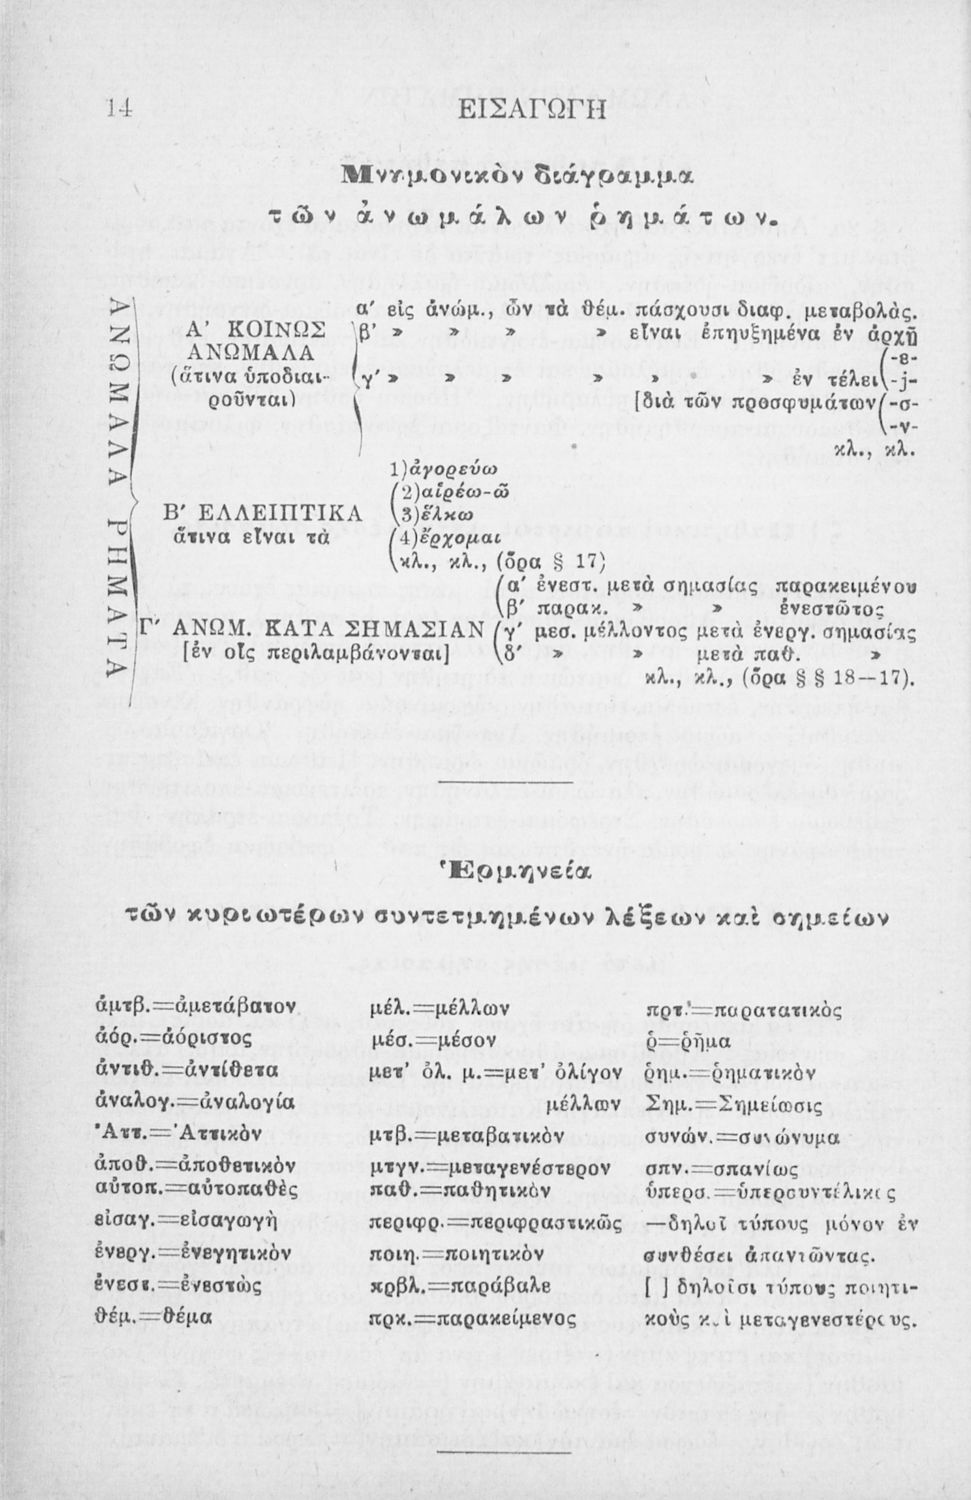 14 ΕΙΣΑΓΩΓΗ
Μνημονικὸν διάγραμμα
τῶν ἀνωμάλων ῥημάτων.
ΑΝΩΜΑΛΑ ΡΗΜΑΤΑ
α' εἰς ἀνώμ., ὧν τὰ θέμ. πάσχουσι διαφ. μεταβολὰς.
Α' ΚΟΙΝΩΣ β' » » » » εἶναι ἐπηυξημένα ἐν ἀρχῇ
ΑΝΩΜΑΛΑ (-ε-
(ἅτινα ὑποδιαι- γ' » » » » » » ἐν τέλει -j-
ροῦνται) [διὰ τῶν προσφυμάτων -σ-
-ν-
κλ., κλ.
1) ἀγορεύω
2) αἱρέω-ῶ
Β' ΕΛΛΕΙΠΤΙΚΑ 3) ἕλκω
ἅτινα εἶναι τὰ 4) ἔρχομαι
κλ., κλ., (ὅρα § 17)
α' ἐνεστ. μετὰ σημασίας παρακειμένου
β' παρακ. » » ἐνεστῶτος
Γ' ΑΝΩΜ. ΚΑΤΑ ΣΗΜΑΣΙΑΝ γ' μεσ. μέλλοντος μετὰ ἐνεργ. σημασίας
[ἐν οἷς περιλαμβάνονται] δ' » » μετὰ παθ. »
κλ., κλ., (ὅρα § § 18—17).
Ἑρμηνεία
τῶν κυριωτέρων συντετμημένων λέξεων καὶ σημείων
ἀμτβ.=ἀμετάβατον
ἀόρ.=ἀόριστος
ἀντιθ.=ἀντίθετα
ἀναλογ.=ἀναλογία
Ἀττ.=Ἀττικὸν
ἀποθ.=ἀποθετικὸν
αὐτοπ.=αὐτοπαθὲς
εἰσαγ.=εἰσαγωγὴ
ἐνεργ.=ἐνεγητικὸν
ἐνεστ.=ἐνεστὼς
θέμ.=θέμα
μέλ.=μέλλων
μέσ.=μέσον
μετ' ὀλ. μ.=μετ' ὀλίγον
μέλλων
μτβ.=μεταβατικὸν
μτγν.=μεταγενέστερον
παθ.=παθητικὸν
περιφρ.=περιφραστικῶς
ποιη.=ποιητικὸν
πρβλ.=παράβαλε
πρκ.=παρακείμενος
πρτ.=παρατατικὸς
ῥ=ῥῆμα
ῥημ.=ῥηματικὸν
Σημ.=Σημείωσις
συνών.=συνώνυμα
σπν.=σπανίως
ὑπερσ.=ὑπερσυντέλικος
—δηλοῖ τύπους μόνον ἐν
συνθέσει ἀπαντῶντας.
[ ] δηλοῖσι τύπους ποιητι-
κοὺς καὶ μεταγενεστέρους.